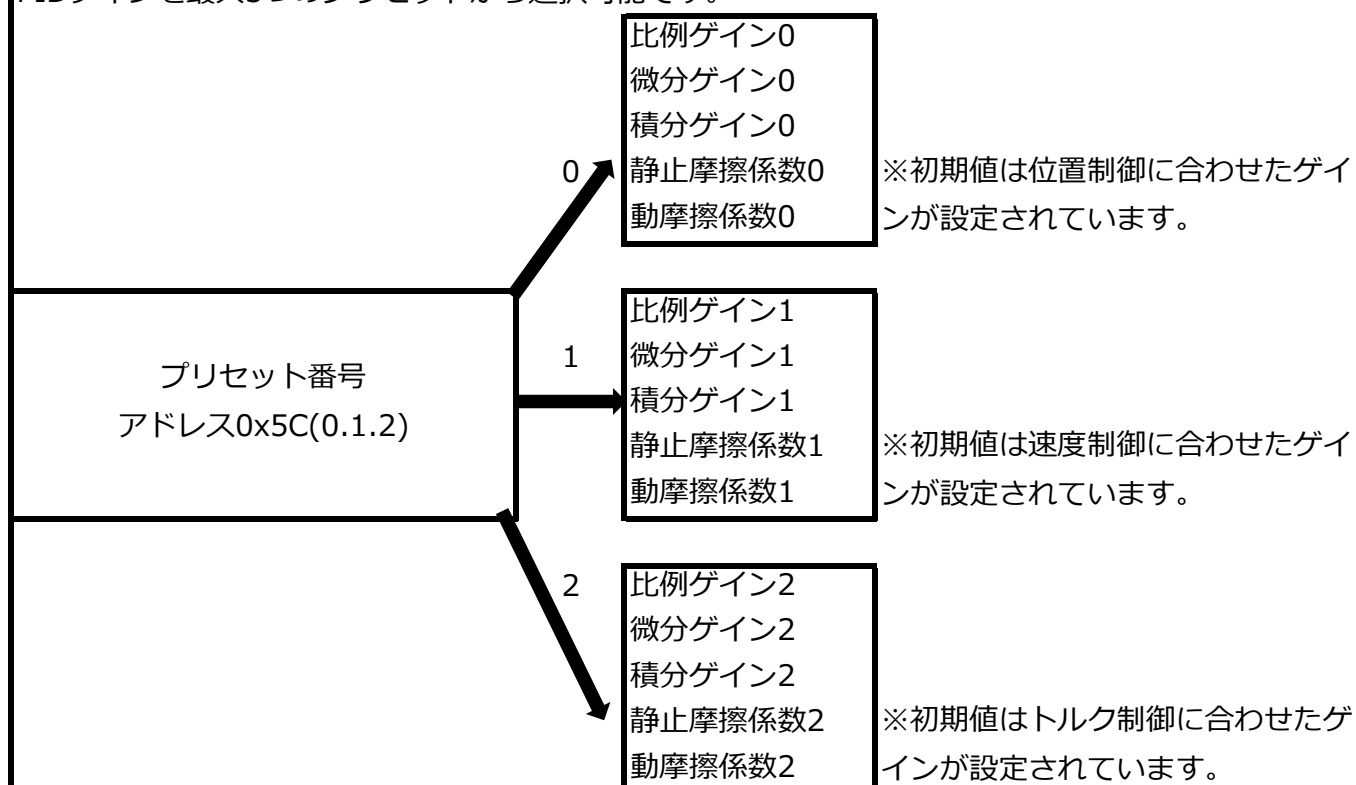 比例ゲイン0
微分ゲイン0
積分ゲイン0
0
静止摩擦係数0
動摩擦係数0
※初期値は位置制御に合わせたゲイ
ンが設定されています。
プリセット番号
アドレス0x5C(0.1.2)
比例ゲイン1
1
微分ゲイン1
積分ゲイン1
静止摩擦係数1
動摩擦係数1
※初期値は速度制御に合わせたゲイ
ンが設定されています。
2
比例ゲイン2
微分ゲイン2
積分ゲイン2
静止摩擦係数2
動摩擦係数2
※初期値はトルク制御に合わせたゲ
インが設定されています。